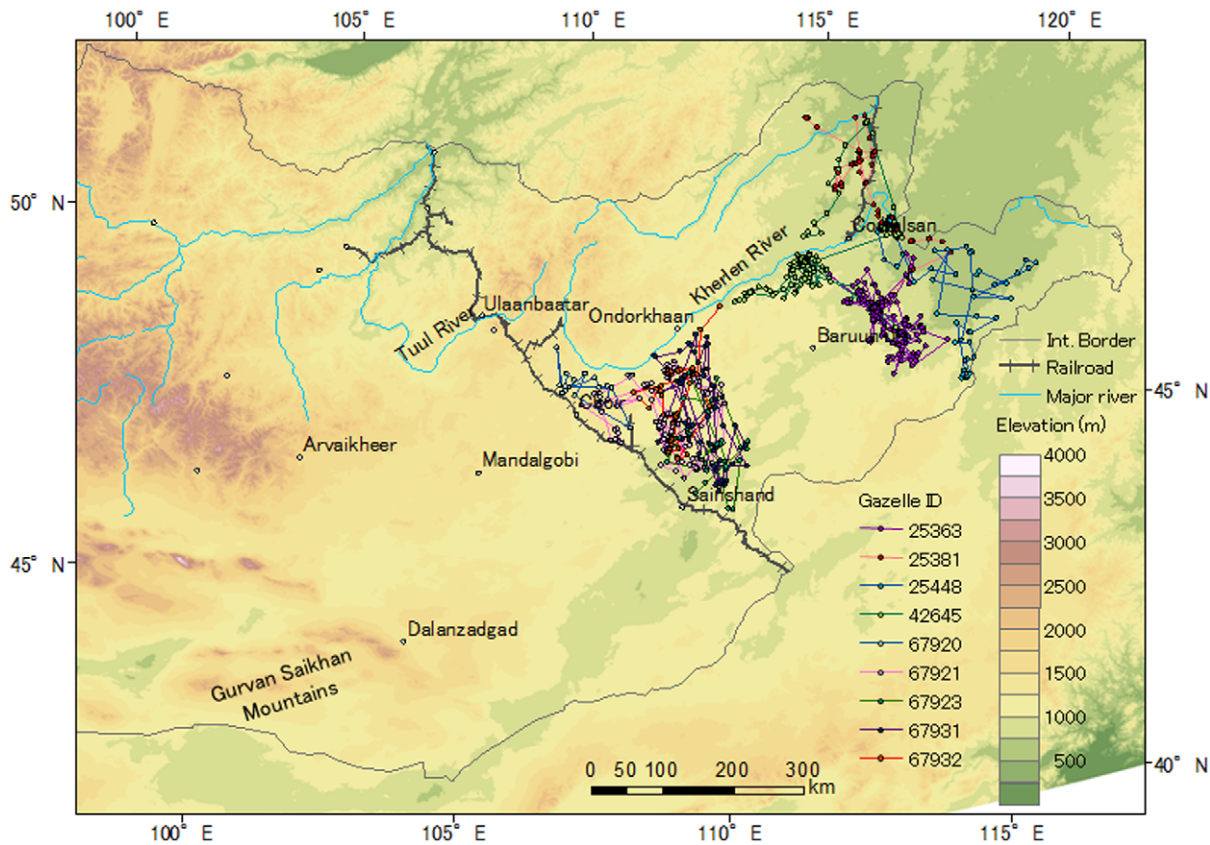 100° E 105° E 110° E 115° E 120° E
50° N
45° N
45° N
40° N
Kherlen River
Ulaanbaatar
Ondorkhaan
Tuul River
Arvaikheer
Mandalgobi
Sainshand
Dalanzadgad
Gurvan Saikhan
Mountains
Int. Border
Railroad
Major river
Elevation (m)
4000
3500
3000
2500
2000
1500
1000
500
Gazelle ID
25363
25381
25448
42645
67920
67921
67923
67931
67932
0 50 100 200 300
km
100° E 105° E 110° E 115° E